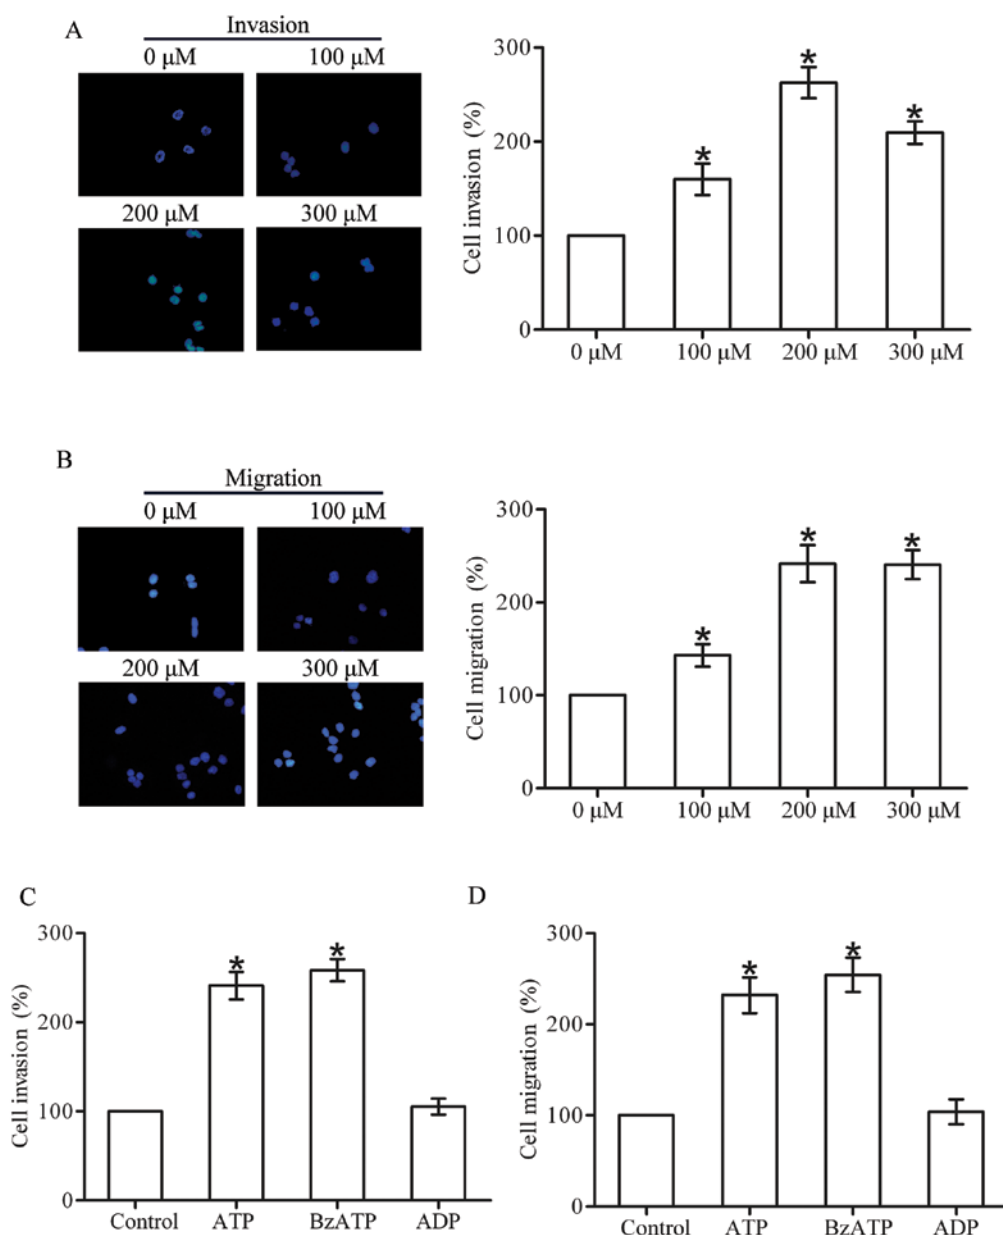 A
Invasion
0 μM 100 μM
200 μM 300 μM
Cell invasion (%)
300
200
100
0
* * *
0 μM 100 μM 200 μM 300 μM
B
Migration
0 μM 100 μM
200 μM 300 μM
Cell migration (%)
300
200
100
0
* * *
0 μM 100 μM 200 μM 300 μM
C
Cell invasion (%)
300
200
100
0
* *
Control ATP BzATP ADP
D
Cell migration (%)
300
200
100
0
* *
Control ATP BzATP ADP